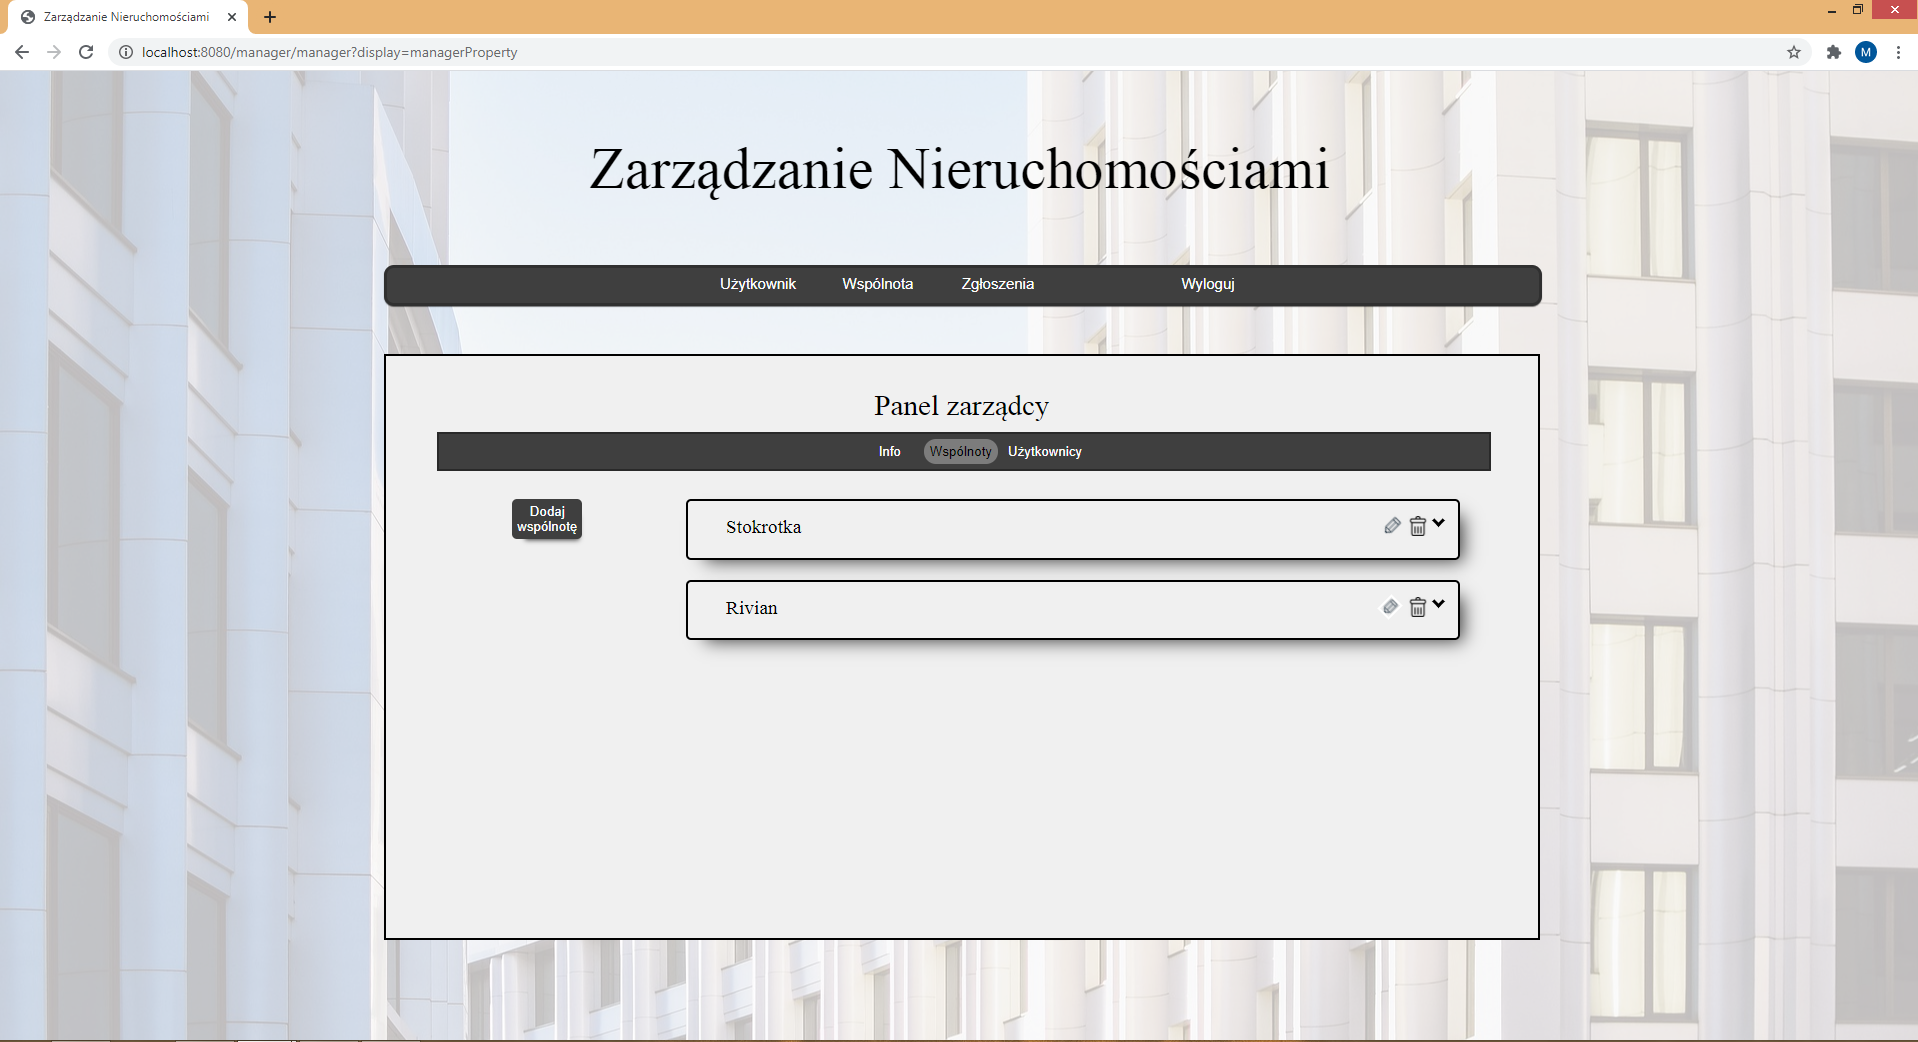 Zarządzanie Nieruchomościami
localhost:8080/manager/manager?display=managerProperty
M
Zarządzanie Nieruchomościami
Użytkownik Wspólnota Zgłoszenia Wyloguj
Panel zarządcy
Info Wspólnoty Użytkownicy
Dodaj
wspólnotę
Stokrotka
Rivian